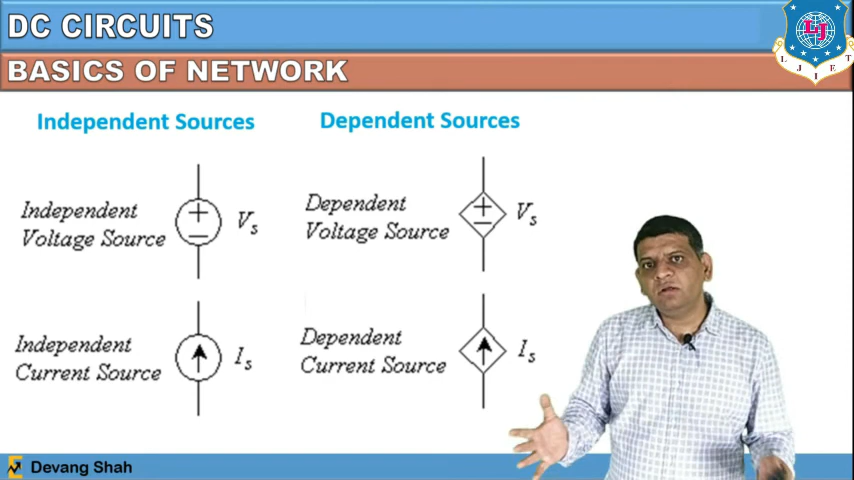 DC CIRCUITS
BASICS OF NETWORK
LJ
L J I E T
Independent Sources
Dependent Sources
Independent
Voltage Source
+
−
Vs
Dependent
Voltage Source
+
−
Vs
Independent
Current Source
Is
Dependent
Current Source
Is
Devang Shah